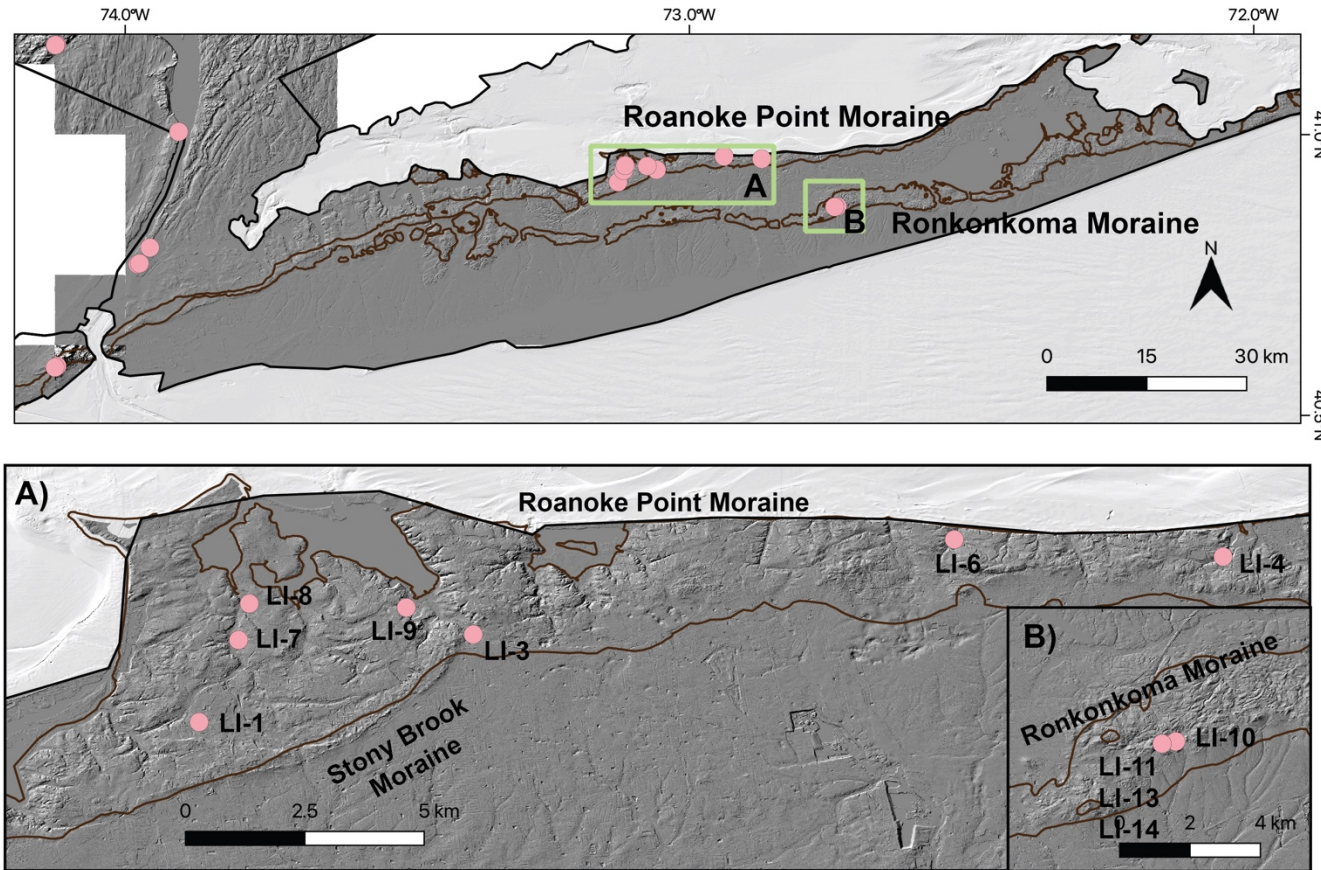 74.0°W
73.0°W
72.0°W
Roanoke Point Moraine
41.0°N
A
B
Ronkonkoma Moraine
N
0 15 30 km
40.5°N
A)
Roanoke Point Moraine
LI-8
LI-7
LI-9
LI-3
LI-6
LI-4
LI-1
Stony Brook
Moraine
0 2.5 5 km
B)
Ronkonkoma Moraine
LI-10
LI-11
LI-13
LI-14
0 2 4 km